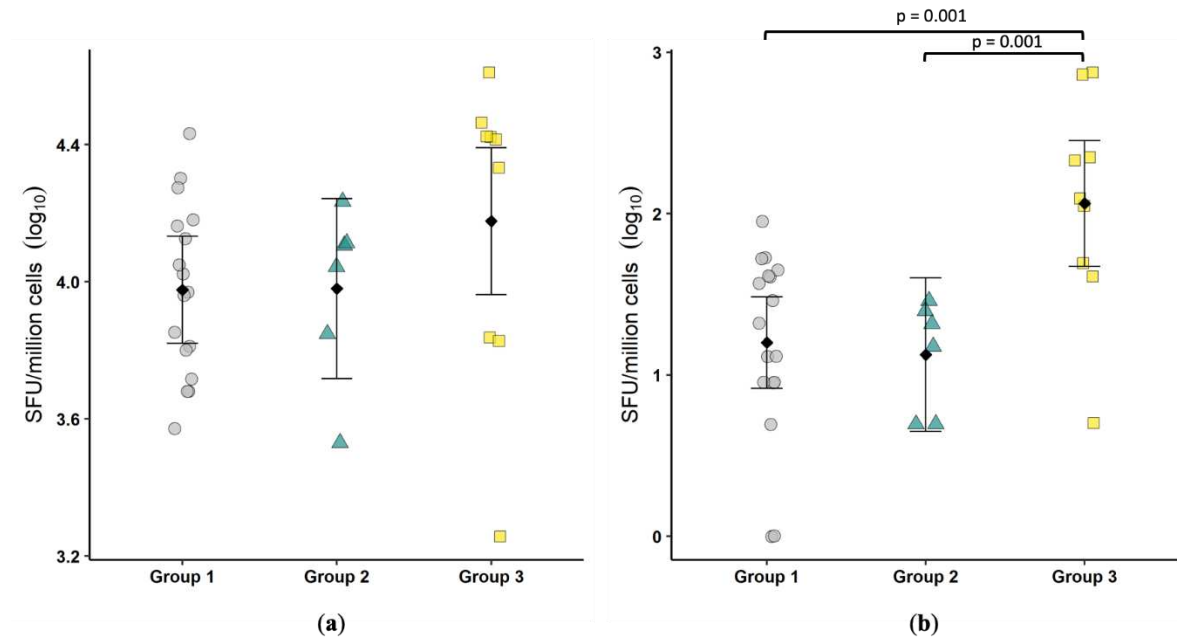 p = 0.001
p = 0.001
SFU/million cells (log₁₀)
4.4
4.0
3.6
3.2
Group 1 Group 2 Group 3
(a)
SFU/million cells (log₁₀)
3
2
1
0
Group 1 Group 2 Group 3
(b)